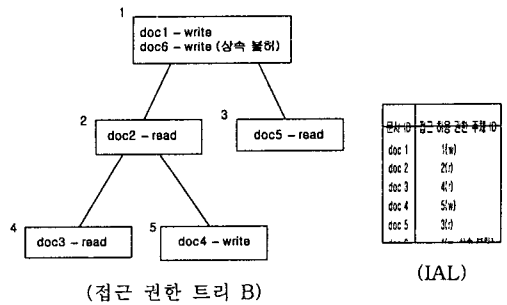 1
doc1 – write
doc6 – write (상속 불허)
2
doc2 – read
3
doc5 – read
4
doc3 – read
5
doc4 – write
(접근 권한 트리 B)
문서 ID 접근 허용 권한 주체 ID
doc 1 1(w)
doc 2 2(r)
doc 3 4(r)
doc 4 5(w)
doc 5 3(r)
(IAL)